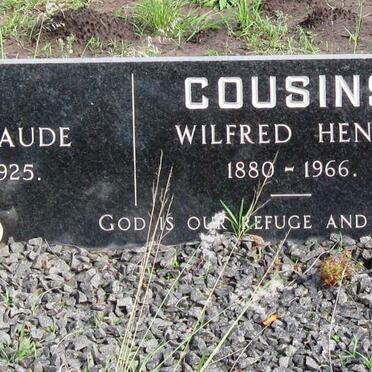 COUSINS
AUDE WILFRED HEN
925. 1880 - 1966.
GOD IS OUR REFUGE AND